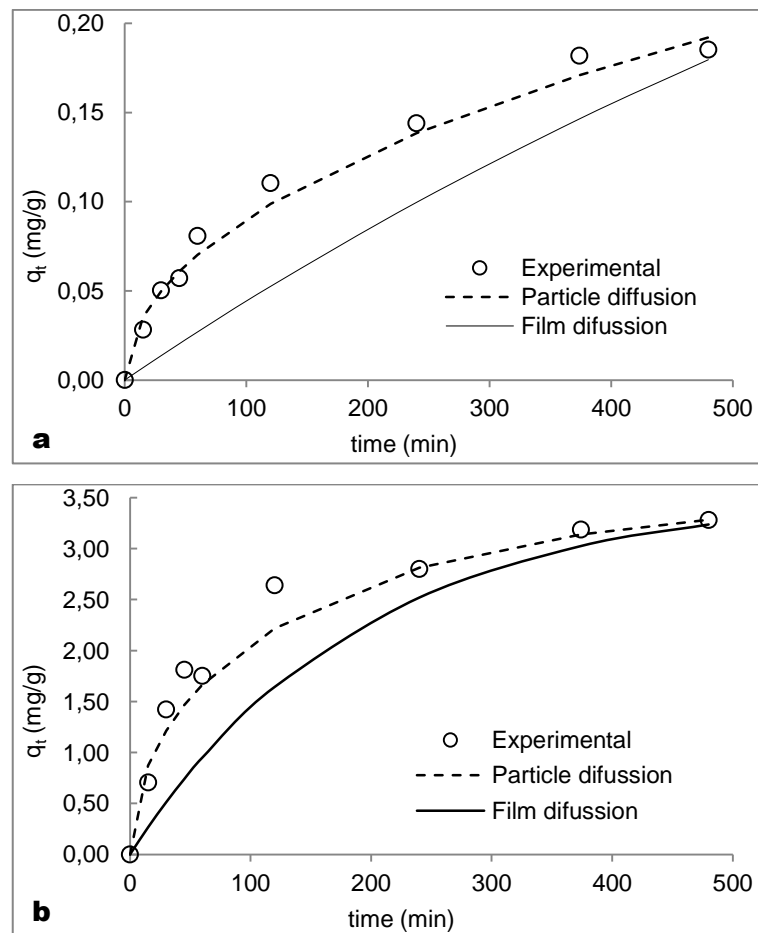 0,20
0,15
0,10
0,05
0,00
q_t (mg/g)
Experimental
Particle diffusion
Film difussion
0 100 200 300 400 500
time (min)
a
3,50
3,00
2,50
2,00
1,50
1,00
0,50
0,00
q_t (mg/g)
Experimental
Particle difussion
Film difussion
0 100 200 300 400 500
time (min)
b